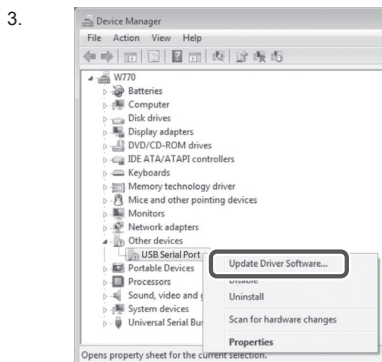 3.
Device Manager
File Action View Help
W770
Batteries
Computer
Disk drives
Display adapters
DVD/CD-ROM drives
IDE ATA/ATAPI controllers
Keyboards
Memory technology driver
Mice and other pointing devices
Monitors
Network adapters
Other devices
USB Serial Port
Portable Devices
Processors
Sound, video and
System devices
Universal Serial Bus
Update Driver Software...
Disable
Uninstall
Scan for hardware changes
Properties
Opens property sheet for the current selection.